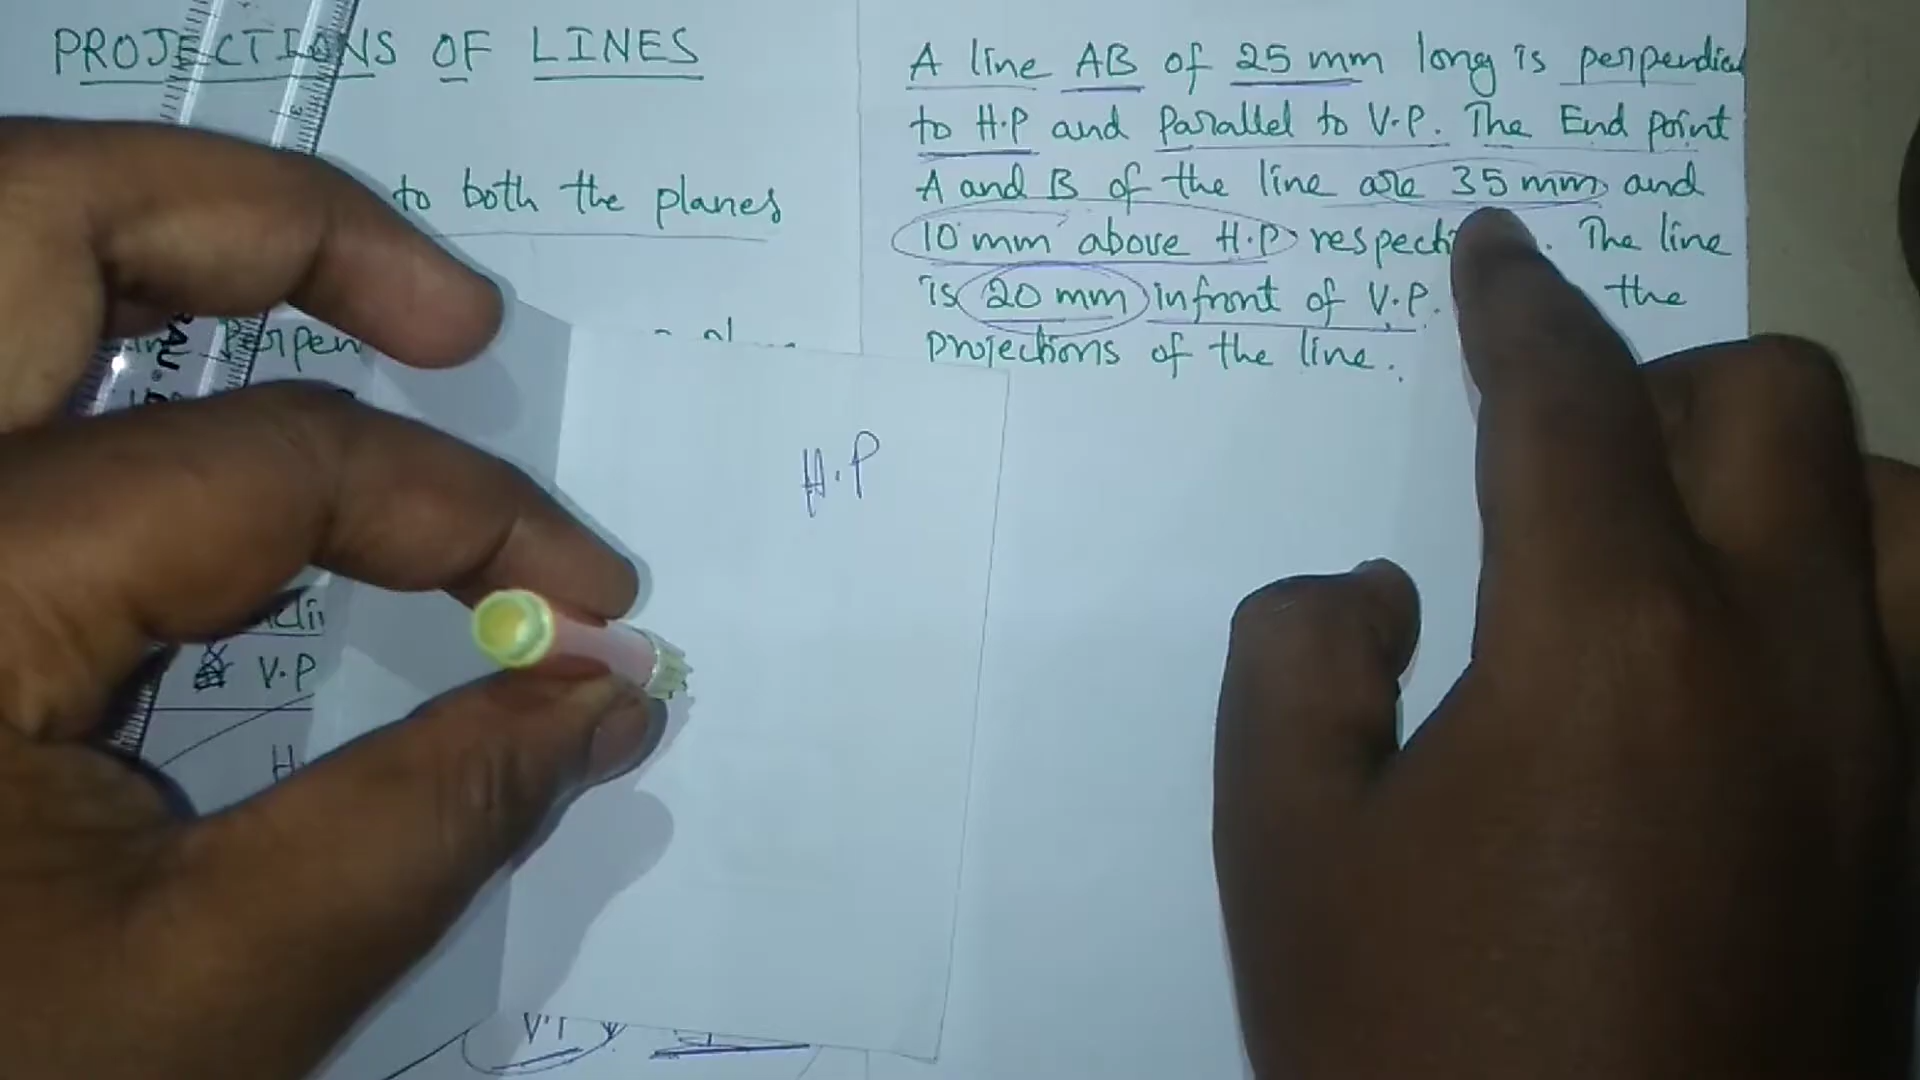 PROJECTIONS OF LINES
to both the planes
Perpen
V.P
H.P
A line AB of 25 mm long is perpendicu
to H.P and parallel to V.P. The End point
A and B of the line are 35 mm and
10 mm above H.P respecti . The line
is 20 mm infront of V.P. the
projections of the line.